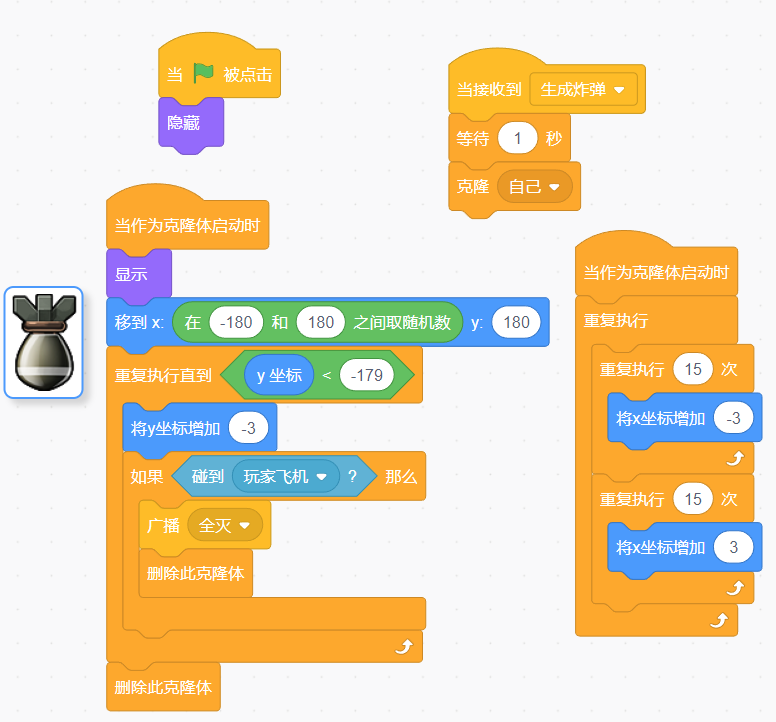 当 被点击
隐藏
当接收到 生成炸弹
等待 1 秒
克隆 自己
当作为克隆体启动时
显示
移到 x: 在 -180 和 180 之间取随机数 y: 180
重复执行直到 y 坐标 < -179
将y坐标增加 -3
如果 碰到 玩家飞机 ? 那么
广播 全灭
删除此克隆体
删除此克隆体
当作为克隆体启动时
重复执行
重复执行 15 次
将x坐标增加 -3
重复执行 15 次
将x坐标增加 3